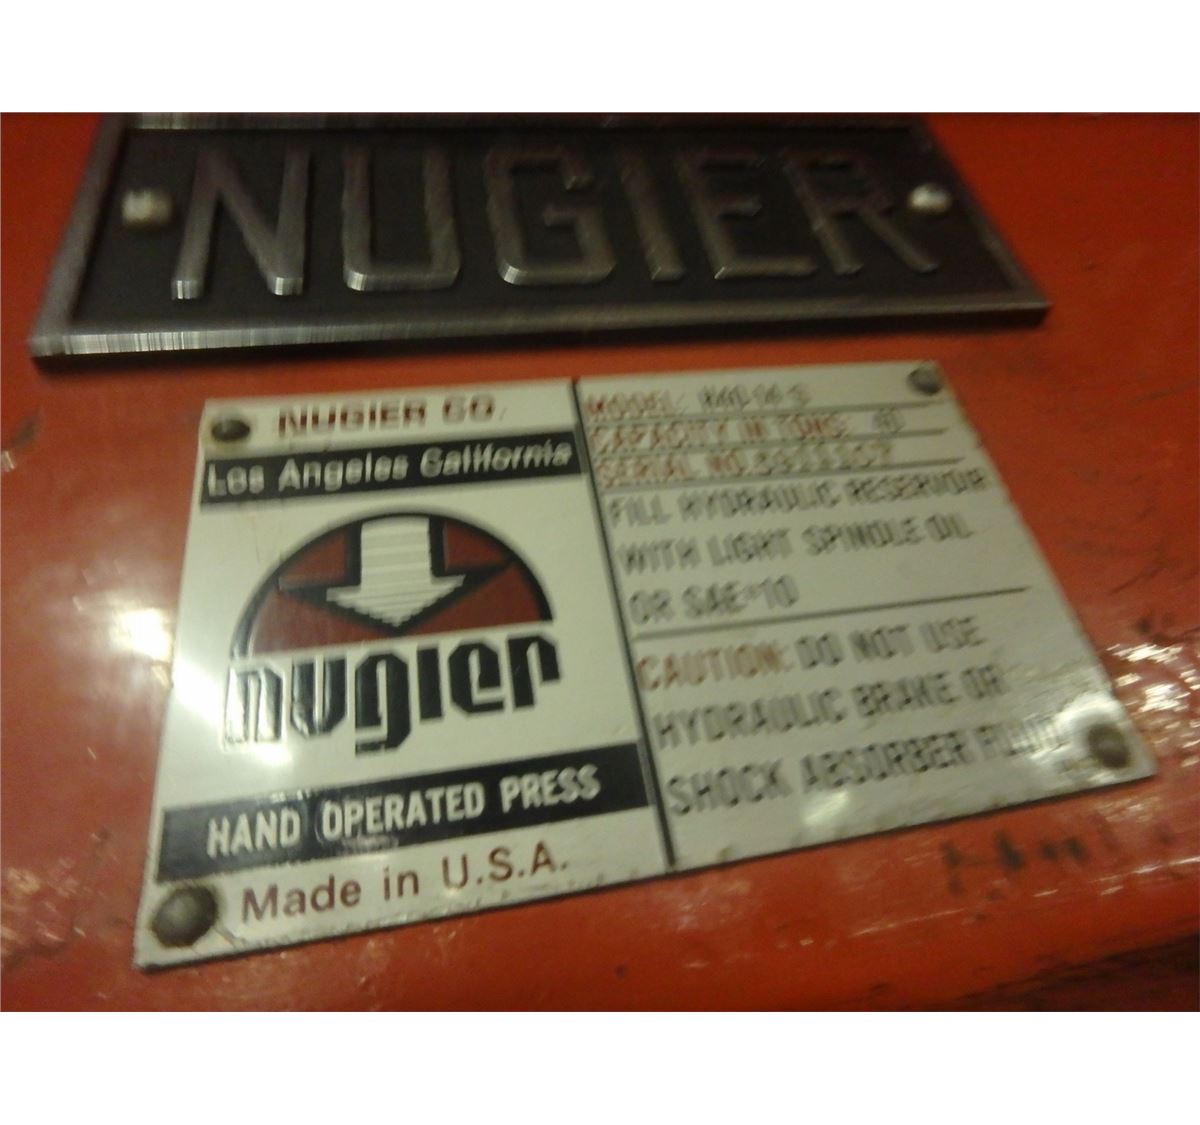 NUGIER
NUGIER CO.
Los Angeles California
nugier
HAND OPERATED PRESS
Made in U.S.A.
MODEL:
CAPACITY IN TONS:
SERIAL NO.
FILL HYDRAULIC RESERVOIR
WITH LIGHT SPINDLE OIL
OR SAE-10
CAUTION: DO NOT USE
HYDRAULIC BRAKE OR
SHOCK ABSORBER FLUID